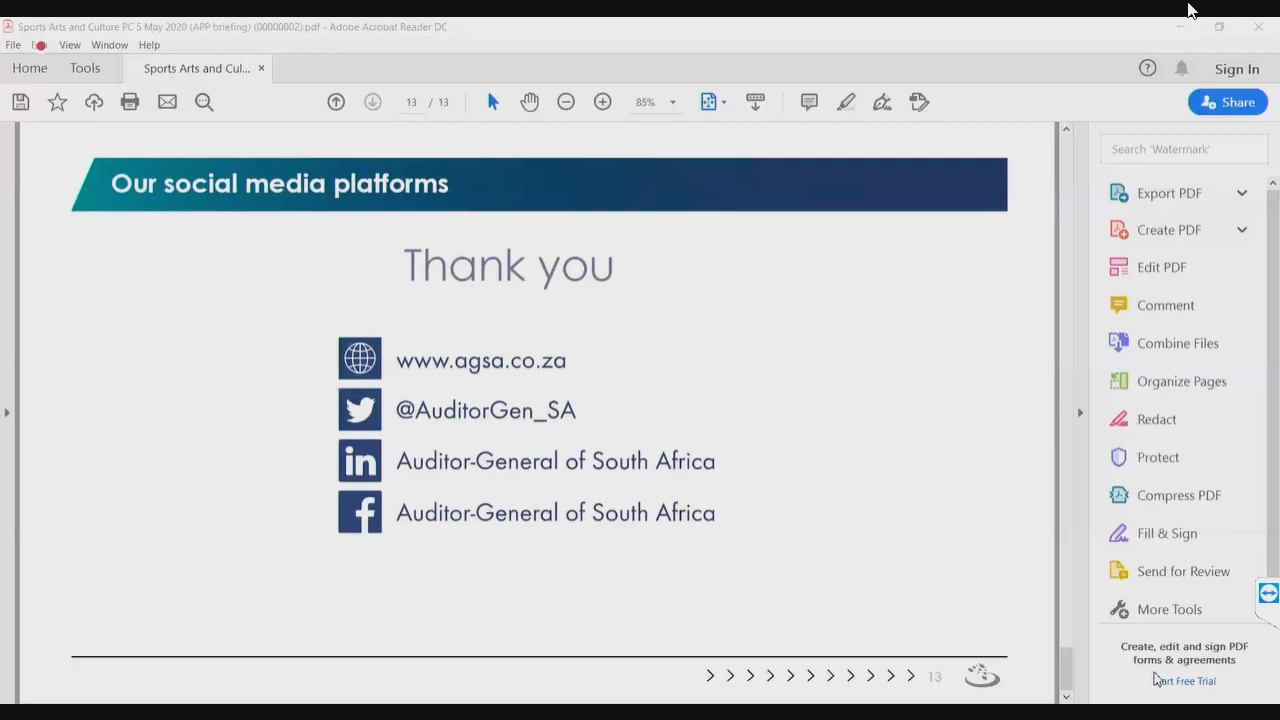 Sports Arts and Culture PC 5 May 2020 (APP briefing) (00000002).pdf - Adobe Acrobat Reader DC
File View Window Help
Home Tools Sports Arts and Cul... × Sign In
13 / 13 85% Share
Our social media platforms
Thank you
www.agsa.co.za
@AuditorGen_SA
in Auditor-General of South Africa
f Auditor-General of South Africa
13
Search 'Watermark'
Export PDF
Create PDF
Edit PDF
Comment
Combine Files
Organize Pages
Redact
Protect
Compress PDF
Fill & Sign
Send for Review
More Tools
Create, edit and sign PDF
forms & agreements
Free Trial